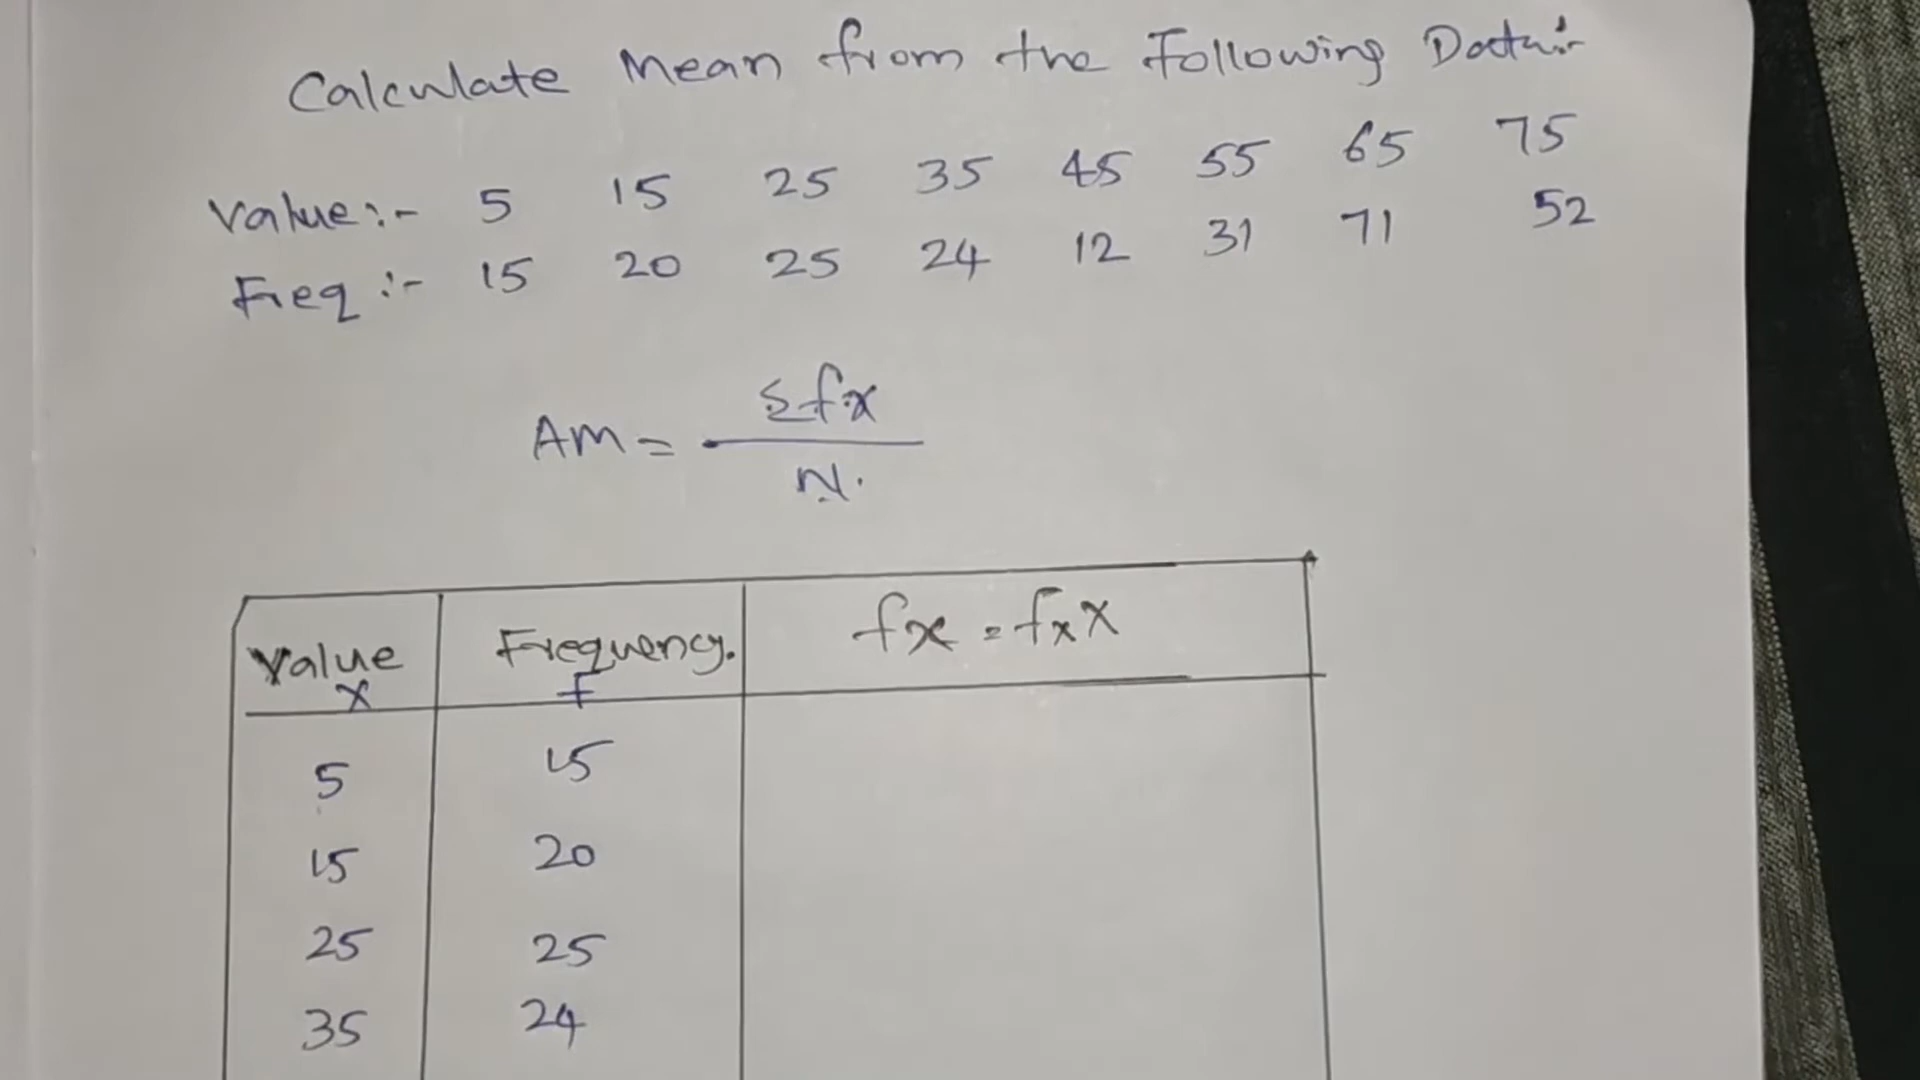 Calculate Mean from the Following Data:-
Value:- 5 15 25 35 45 55 65 75
Freq:- 15 20 25 24 12 31 71 52
AM = Σfx
N.
Value Frequency. fx = f x X
X F
5 15
15 20
25 25
35 24